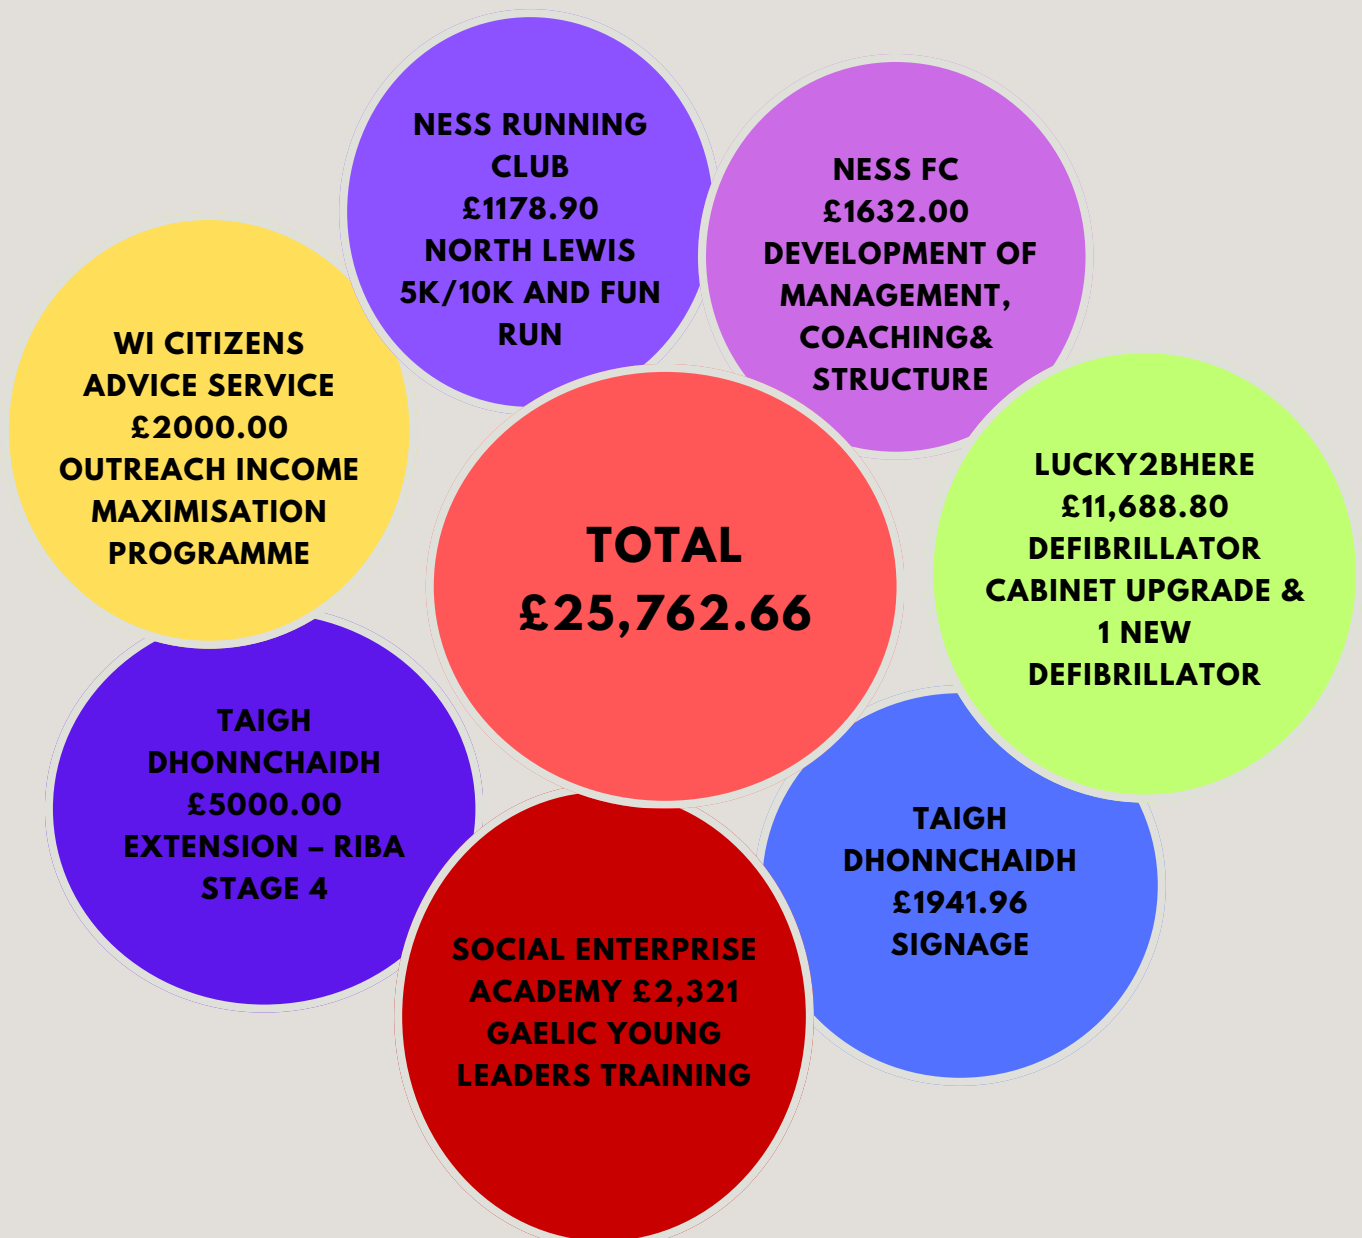 NESS RUNNING
CLUB
£1178.90
NORTH LEWIS
5K/10K AND FUN
RUN
NESS FC
£1632.00
DEVELOPMENT OF
MANAGEMENT,
COACHING&
STRUCTURE
WI CITIZENS
ADVICE SERVICE
£2000.00
OUTREACH INCOME
MAXIMISATION
PROGRAMME
LUCKY2BHERE
£11,688.80
DEFIBRILLATOR
CABINET UPGRADE &
1 NEW
DEFIBRILLATOR
TOTAL
£25,762.66
TAIGH
DHONNCHAIDH
£5000.00
EXTENSION – RIBA
STAGE 4
TAIGH
DHONNCHAIDH
£1941.96
SIGNAGE
SOCIAL ENTERPRISE
ACADEMY £2,321
GAELIC YOUNG
LEADERS TRAINING